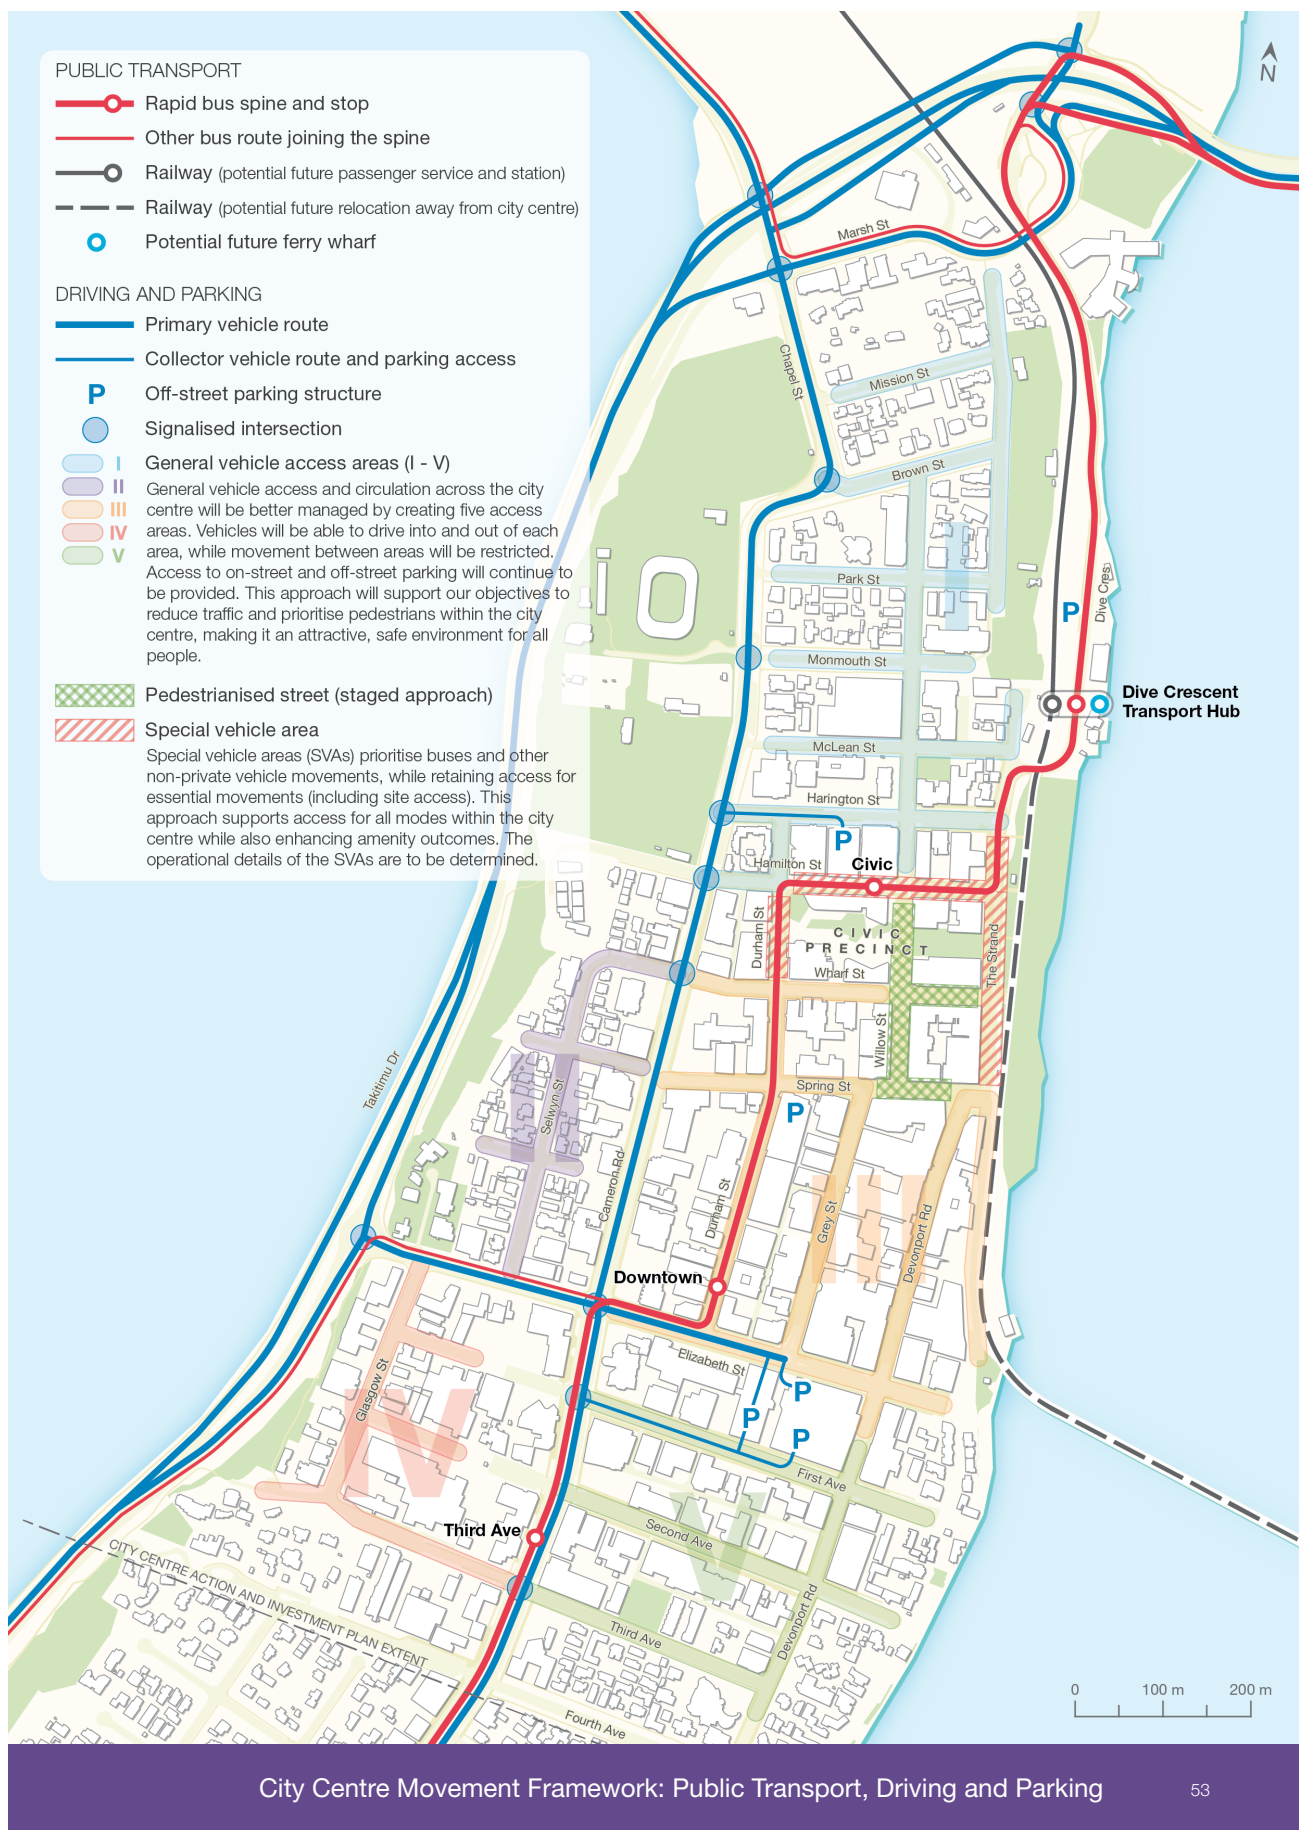 PUBLIC TRANSPORT
Rapid bus spine and stop
Other bus route joining the spine
Railway (potential future passenger service and station)
Railway (potential future relocation away from city centre)
Potential future ferry wharf
DRIVING AND PARKING
Primary vehicle route
Collector vehicle route and parking access
P Off-street parking structure
Signalised intersection
I General vehicle access areas (I - V)
II
III
IV
V
General vehicle access and circulation across the city
centre will be better managed by creating five access
areas. Vehicles will be able to drive into and out of each
area, while movement between areas will be restricted.
Access to on-street and off-street parking will continue to
be provided. This approach will support our objectives to
reduce traffic and prioritise pedestrians within the city
centre, making it an attractive, safe environment for all
people.
Pedestrianised street (staged approach)
Special vehicle area
Special vehicle areas (SVAs) prioritise buses and other
non-private vehicle movements, while retaining access for
essential movements (including site access). This
approach supports access for all modes within the city
centre while also enhancing amenity outcomes. The
operational details of the SVAs are to be determined.
N
Marsh St
Chapel St
Mission St
Brown St
I
Park St
Dive Cres
P
Monmouth St
Dive Crescent
Transport Hub
McLean St
Harington St
P
Hamilton St
Civic
Durham St
CIVIC
PRECINCT
The Strand
Wharf St
Willow St
Takitimu Dr
Selwyn St
II
Spring St
P
Cameron Rd
Durham St
Grey St
III
Devonport Rd
Downtown
Elizabeth St
P
P
P
Glasgow St
IV
First Ave
V
Second Ave
Third Ave
Third Ave
Devonport Rd
CITY CENTRE ACTION AND INVESTMENT PLAN EXTENT
Fourth Ave
0 100 m 200 m
City Centre Movement Framework: Public Transport, Driving and Parking
53